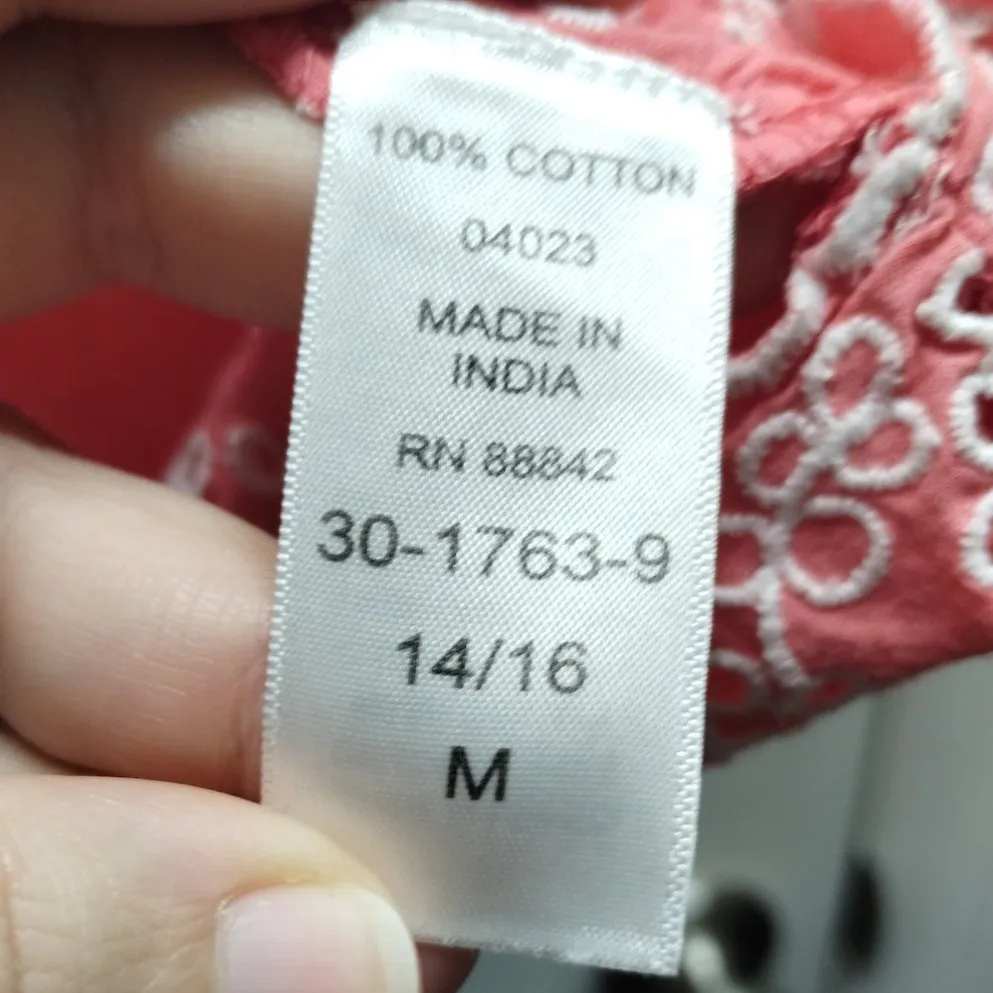 100% COTTON
04023
MADE IN
INDIA
RN 88842
30-1763-9
14/16
M